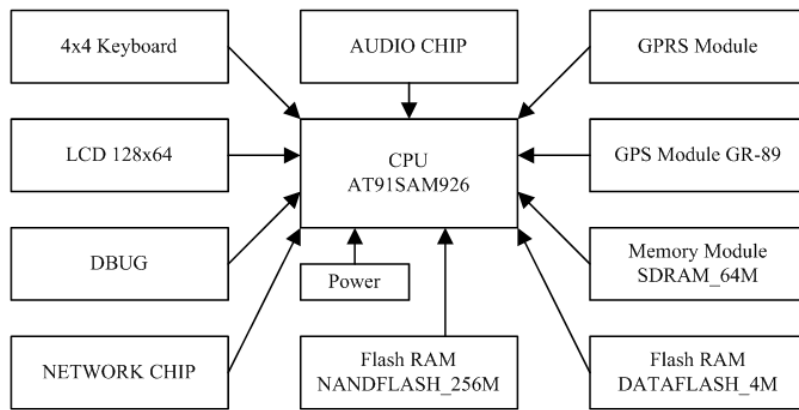 4x4 Keyboard
AUDIO CHIP
GPRS Module
LCD 128x64
CPU
AT91SAM926
GPS Module GR-89
DBUG
Power
Memory Module
SDRAM_64M
NETWORK CHIP
Flash RAM
NANDFLASH_256M
Flash RAM
DATAFLASH_4M